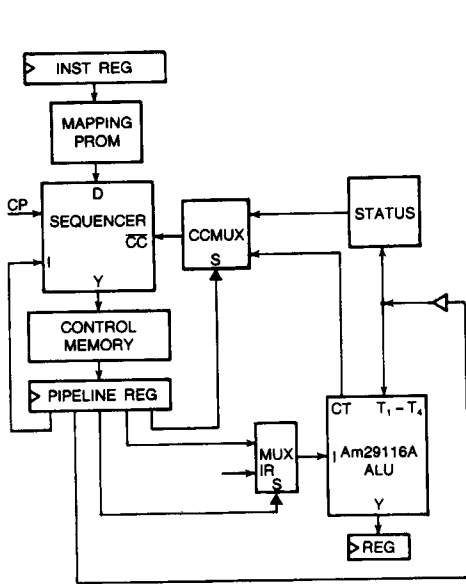 INST REG
MAPPING
PROM
D
CP
SEQUENCER
CC
I
Y
CCMUX
S
STATUS
CONTROL
MEMORY
PIPELINE REG
MUX
IR
S
CT T₁ – T₄
I Am29116A
ALU
Y
REG